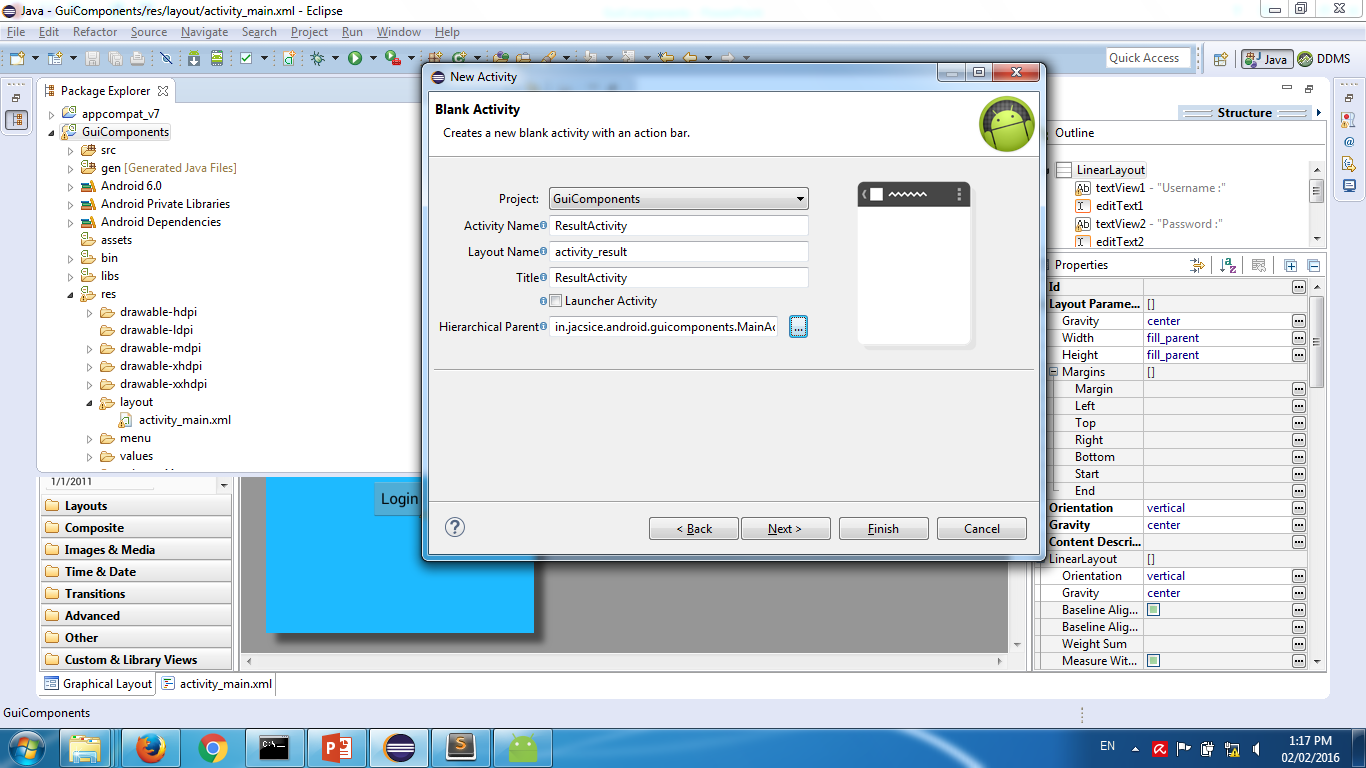 Java - GuiComponents/res/layout/activity_main.xml - Eclipse
File Edit Refactor Source Navigate Search Project Run Window Help
Quick Access
Java
DDMS
Package Explorer
appcompat_v7
GuiComponents
src
gen [Generated Java Files]
Android 6.0
Android Private Libraries
Android Dependencies
assets
bin
libs
res
drawable-hdpi
drawable-ldpi
drawable-mdpi
drawable-xhdpi
drawable-xxhdpi
layout
activity_main.xml
menu
values
1/1/2011
Layouts
Composite
Images & Media
Time & Date
Transitions
Advanced
Other
Custom & Library Views
Graphical Layout
activity_main.xml
Login
New Activity
Blank Activity
Creates a new blank activity with an action bar.
Project: GuiComponents
Activity Name ResultActivity
Layout Name activity_result
Title ResultActivity
Launcher Activity
Hierarchical Parent in.jacsice.android.guicomponents.MainAc
...
< Back
Next >
Finish
Cancel
Structure
Outline
LinearLayout
textView1 - "Username :"
editText1
textView2 - "Password :"
editText2
Properties
Id
Layout Parame... []
Gravity center
Width fill_parent
Height fill_parent
Margins []
Margin
Left
Top
Right
Bottom
Start
End
Orientation vertical
Gravity center
Content Descri...
LinearLayout []
Orientation vertical
Gravity center
Baseline Alig...
Baseline Alig...
Weight Sum
Measure Wit...
GuiComponents
EN
1:17 PM
02/02/2016